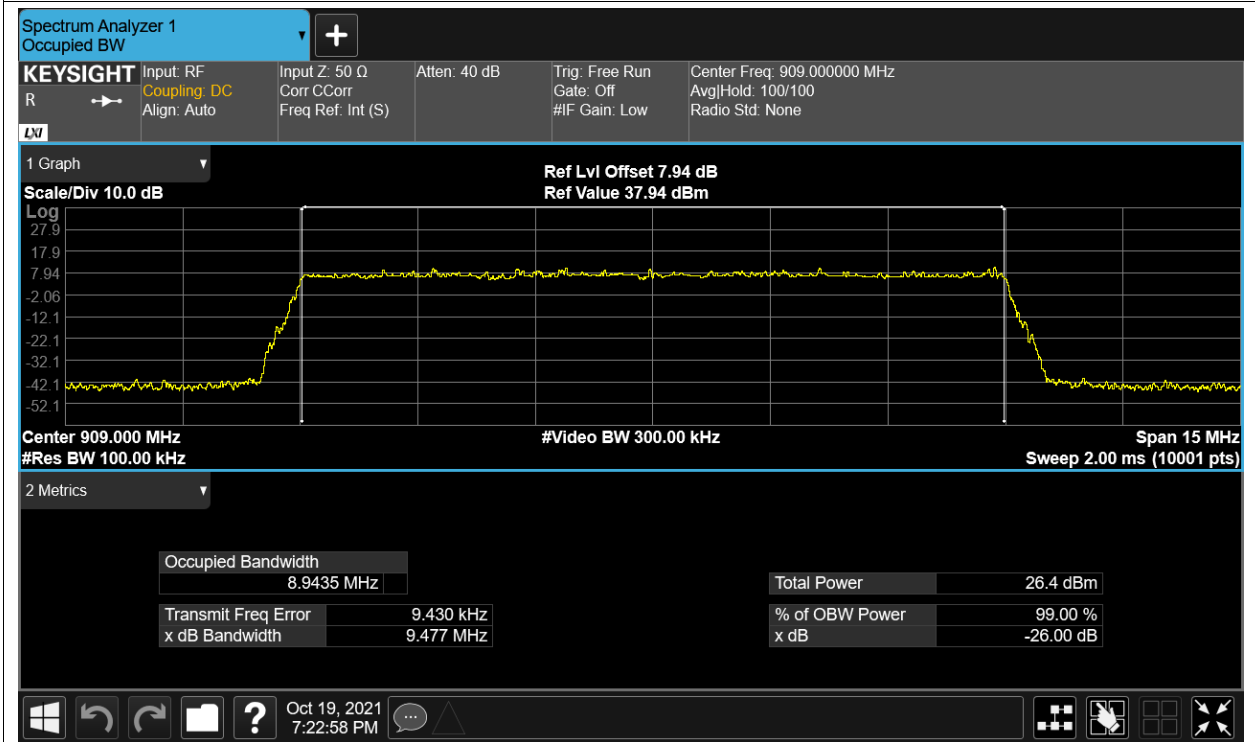 Spectrum Analyzer 1
Occupied BW
KEYSIGHT
R
LXI
Input: RF
Coupling: DC
Align: Auto
Input Z: 50 Ω
Corr CCorr
Freq Ref: Int (S)
Atten: 40 dB
Trig: Free Run
Gate: Off
#IF Gain: Low
Center Freq: 909.000000 MHz
Avg|Hold: 100/100
Radio Std: None
1 Graph
Scale/Div 10.0 dB
Ref Lvl Offset 7.94 dB
Ref Value 37.94 dBm
Log
27.9
17.9
7.94
-2.06
-12.1
-22.1
-32.1
-42.1
-52.1
Center 909.000 MHz
#Video BW 300.00 kHz
Span 15 MHz
#Res BW 100.00 kHz
Sweep 2.00 ms (10001 pts)
2 Metrics
Occupied Bandwidth
8.9435 MHz
Total Power 26.4 dBm
Transmit Freq Error 9.430 kHz
% of OBW Power 99.00 %
x dB Bandwidth 9.477 MHz
x dB -26.00 dB
?
Oct 19, 2021
7:22:58 PM